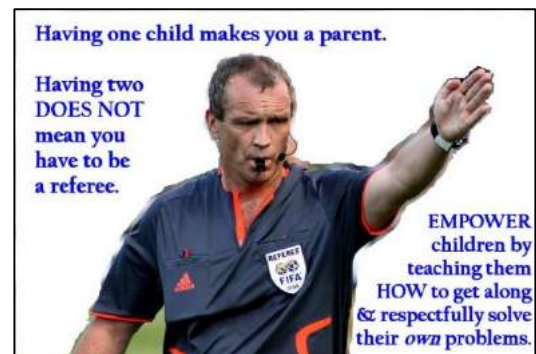 Having one child makes you a parent.
Having two
DOES NOT
mean you
have to be
a referee.
EMPOWER
children by
teaching them
HOW to get along
& respectfully solve
their own problems.
REFEREE
FIFA